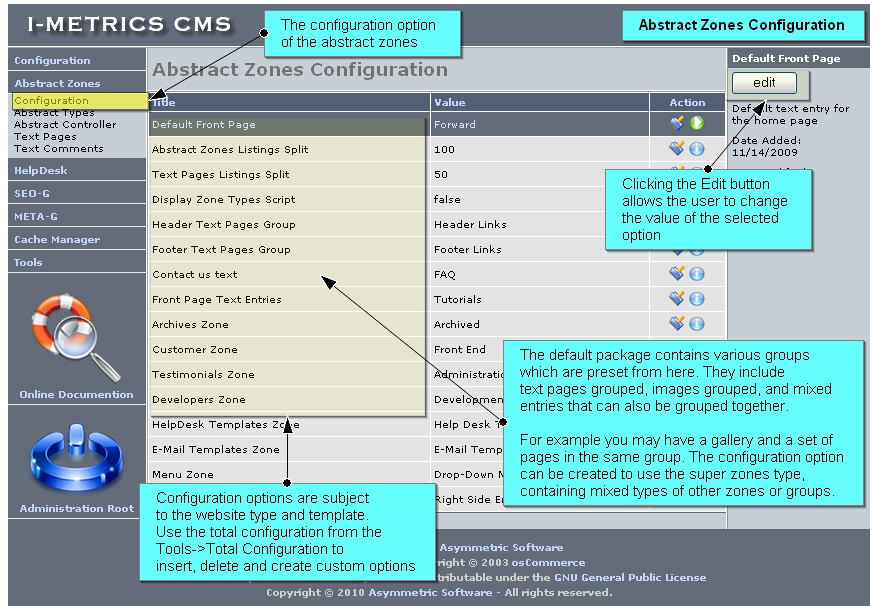 I-METRICS CMS
The configuration option
of the abstract zones
Abstract Zones Configuration
Configuration
Abstract Zones
Configuration
Abstract Types
Abstract Controller
Text Pages
Text Comments
HelpDesk
SEO-G
META-G
Cache Manager
Tools
Online Documention
Administration Root
Abstract Zones Configuration
Title Value Action
Default Front Page Forward
Abstract Zones Listings Split 100
Text Pages Listings Split 50
Display Zone Types Script false
Header Text Pages Group Header Links
Footer Text Pages Group Footer Links
Contact us text FAQ
Front Page Text Entries Tutorials
Archives Zone Archived
Customer Zone Front End
Testimonials Zone Administratio
Developers Zone Developmen
HelpDesk Templates Zone Help Desk T
E-Mail Templates Zone E-Mail Temp
Menu Zone Drop-Down M
Right Side En
Default Front Page
edit
Default text entry for
the home page
Date Added:
11/14/2009
Clicking the Edit button
allows the user to change
the value of the selected
option
The default package contains various groups
which are preset from here. They include
text pages grouped, images grouped, and mixed
entries that can also be grouped together.
For example you may have a gallery and a set of
pages in the same group. The configuration option
can be created to use the super zones type,
containing mixed types of other zones or groups.
Configuration options are subject
to the website type and template.
Use the total configuration from the
Tools->Total Configuration to
insert, delete and create custom options
Asymmetric Software
right © 2003 osCommerce
tributable under the GNU General Public License
Copyright © 2010 Asymmetric Software - All rights reserved.